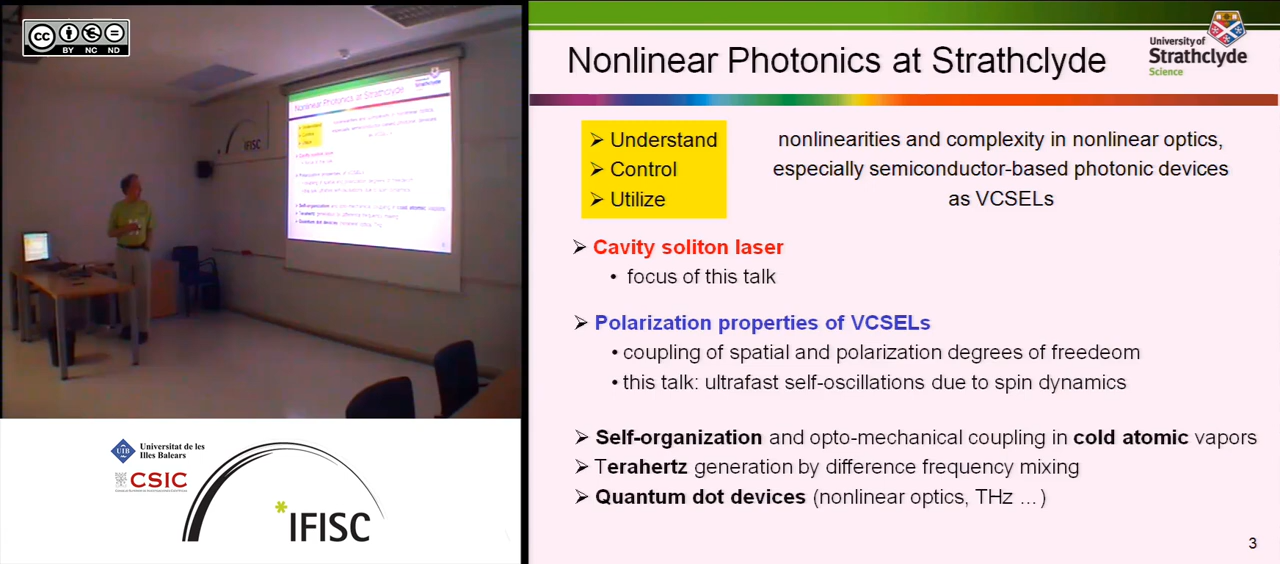 cc
BY NC ND
IFISC
Universitat de les
Illes Balears
UIB
CSIC
*IFISC
Nonlinear Photonics at Strathclyde
University of
Strathclyde
Science
➢ Understand
➢ Control
➢ Utilize
nonlinearities and complexity in nonlinear optics,
especially semiconductor-based photonic devices
as VCSELs
➢ Cavity soliton laser
• focus of this talk
➢ Polarization properties of VCSELs
• coupling of spatial and polarization degrees of freedeom
• this talk: ultrafast self-oscillations due to spin dynamics
➢ Self-organization and opto-mechanical coupling in cold atomic vapors
➢ Terahertz generation by difference frequency mixing
➢ Quantum dot devices (nonlinear optics, THz ...)
3